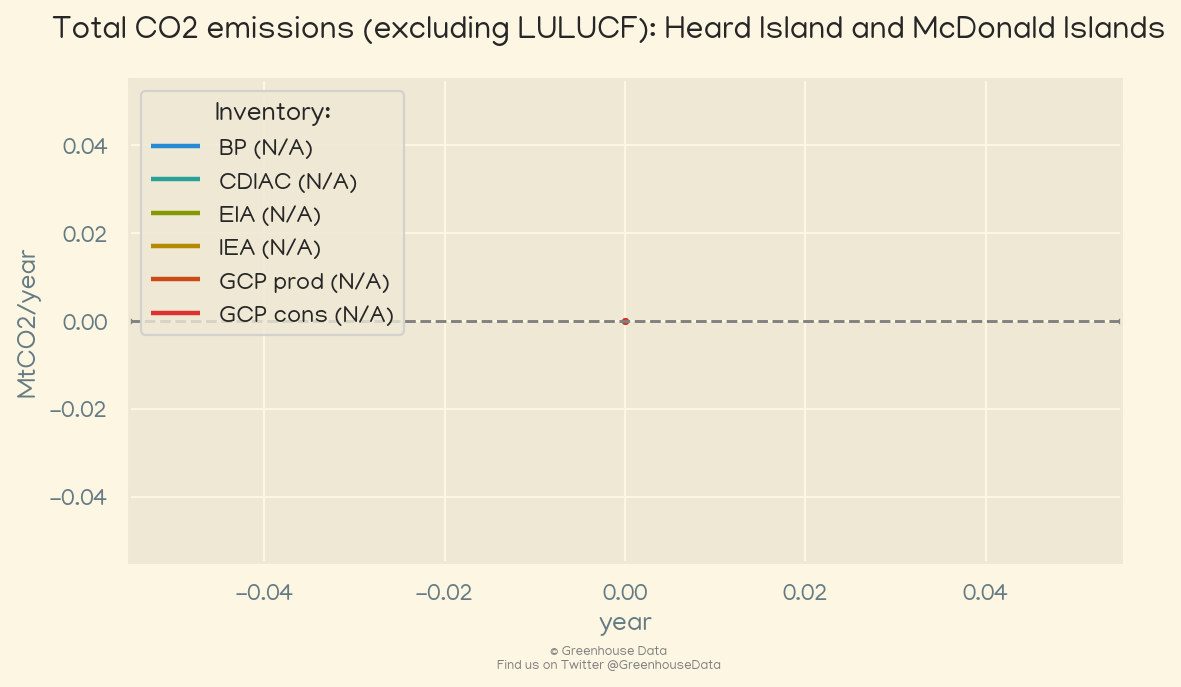 Total CO2 emissions (excluding LULUCF): Heard Island and McDonald Islands
Inventory:
BP (N/A)
CDIAC (N/A)
EIA (N/A)
IEA (N/A)
GCP prod (N/A)
GCP cons (N/A)
MtCO2/year
0.04
0.02
0.00
−0.02
−0.04
−0.04
−0.02
0.00
0.02
0.04
year
© Greenhouse Data
Find us on Twitter @GreenhouseData